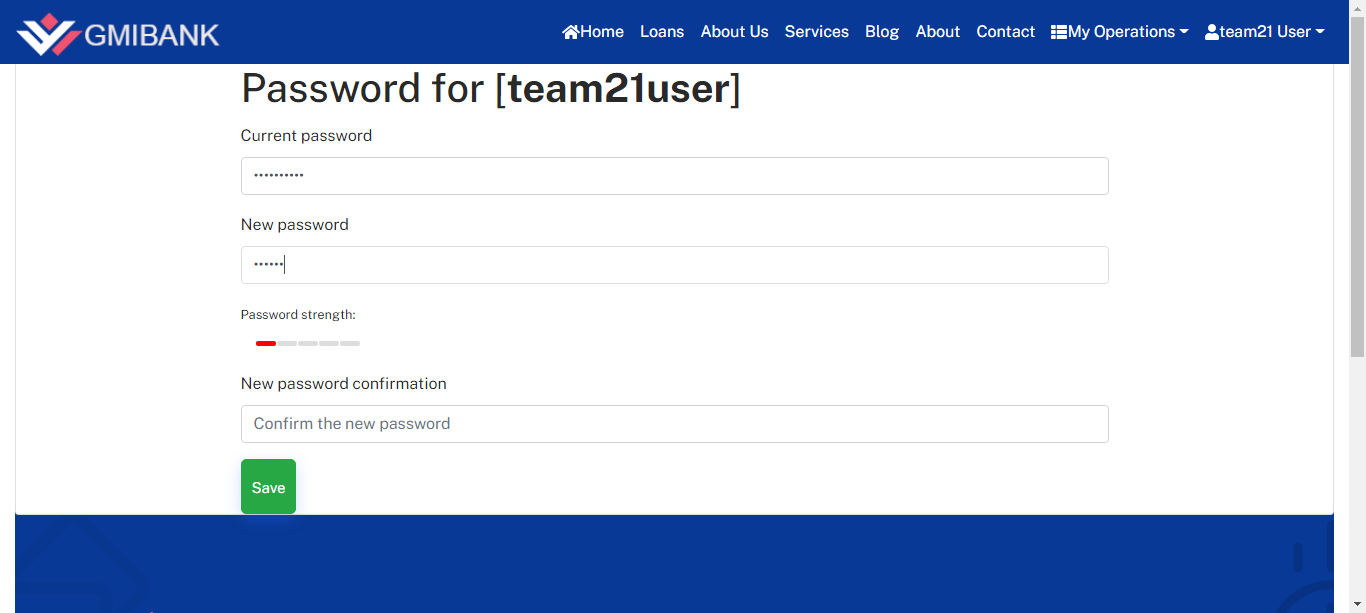 GMIBANK Home Loans About Us Services Blog About Contact My Operations team21 User
Password for [team21user]
Current password
••••••••••
New password
••••••
Password strength:
New password confirmation
Confirm the new password
Save